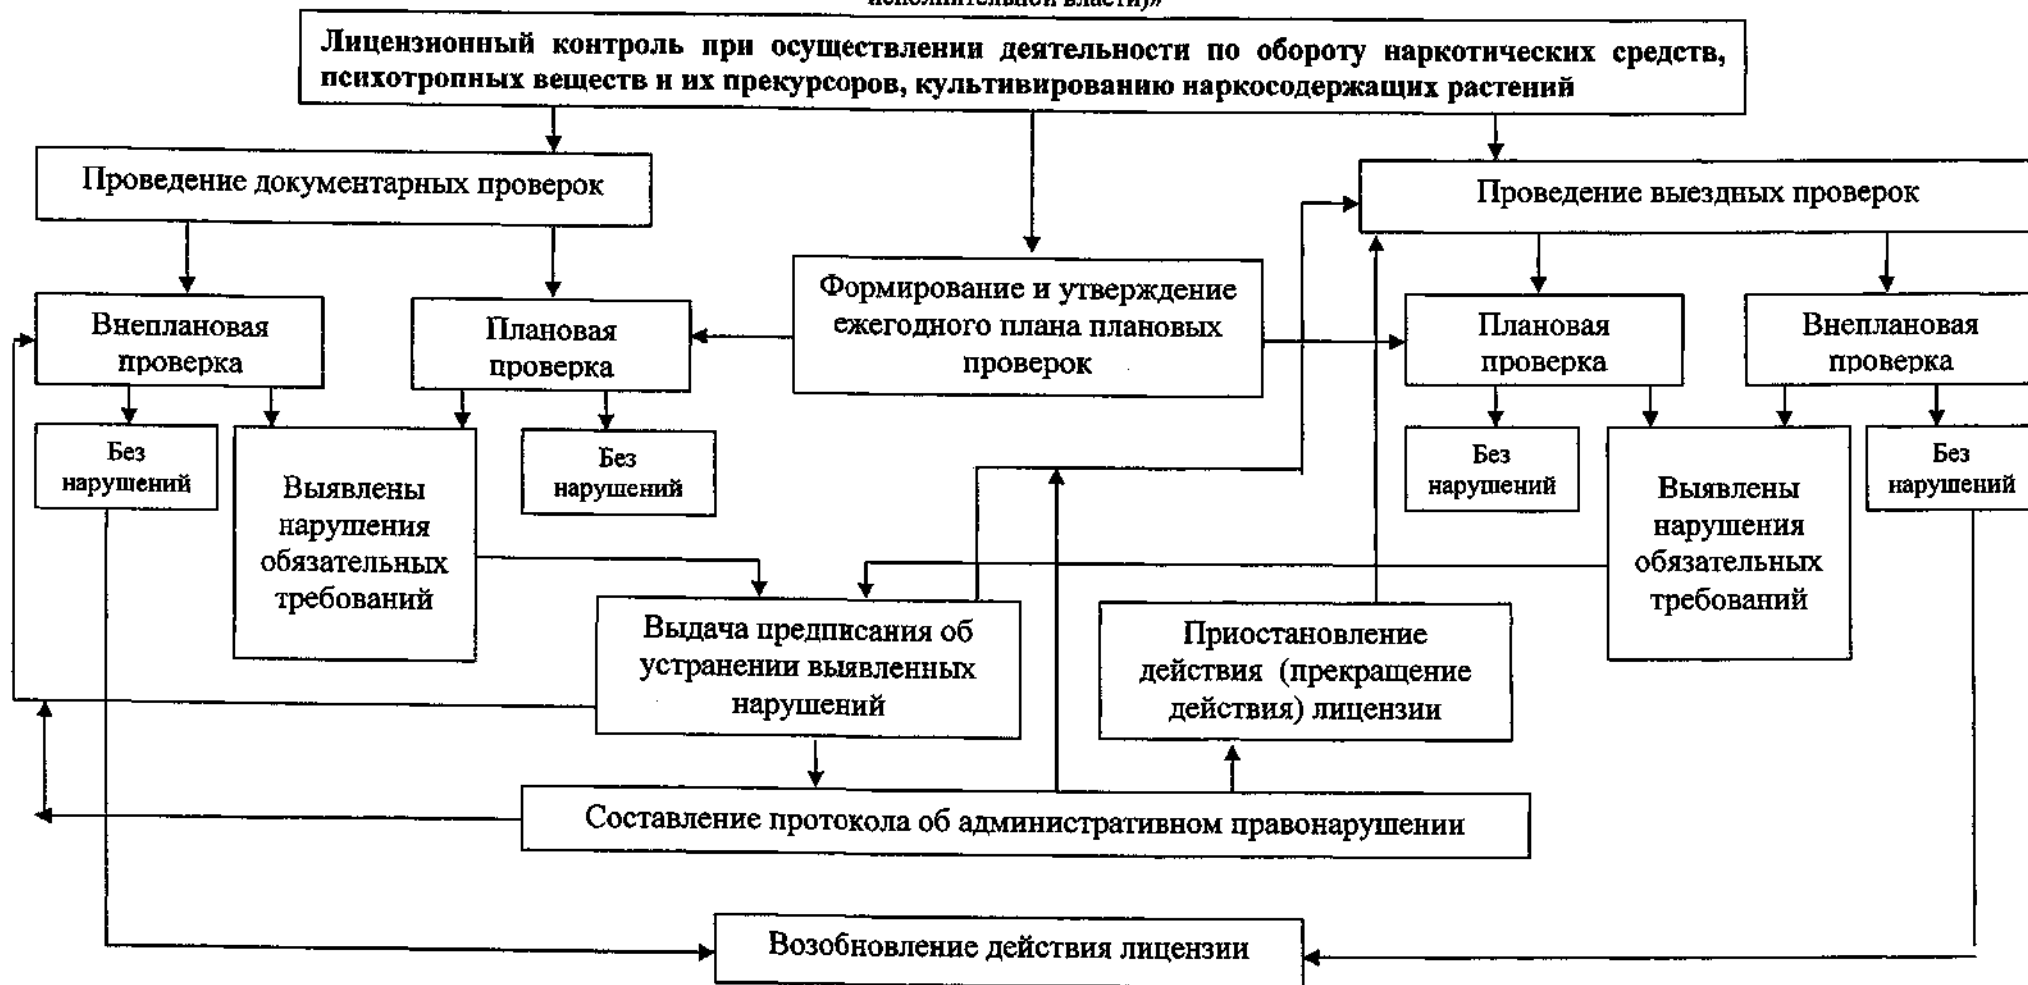 исполнительной власти)»
Лицензионный контроль при осуществлении деятельности по обороту наркотических средств,
психотропных веществ и их прекурсоров, культивированию наркосодержащих растений
Проведение документарных проверок
Проведение выездных проверок
Формирование и утверждение
ежегодного плана плановых
проверок
Внеплановая
проверка
Плановая
проверка
Плановая
проверка
Внеплановая
проверка
Без
нарушений
Выявлены
нарушения
обязательных
требований
Без
нарушений
Без
нарушений
Выявлены
нарушения
обязательных
требований
Без
нарушений
Выдача предписания об
устранении выявленных
нарушений
Приостановление
действия (прекращение
действия) лицензии
Составление протокола об административном правонарушении
Возобновление действия лицензии